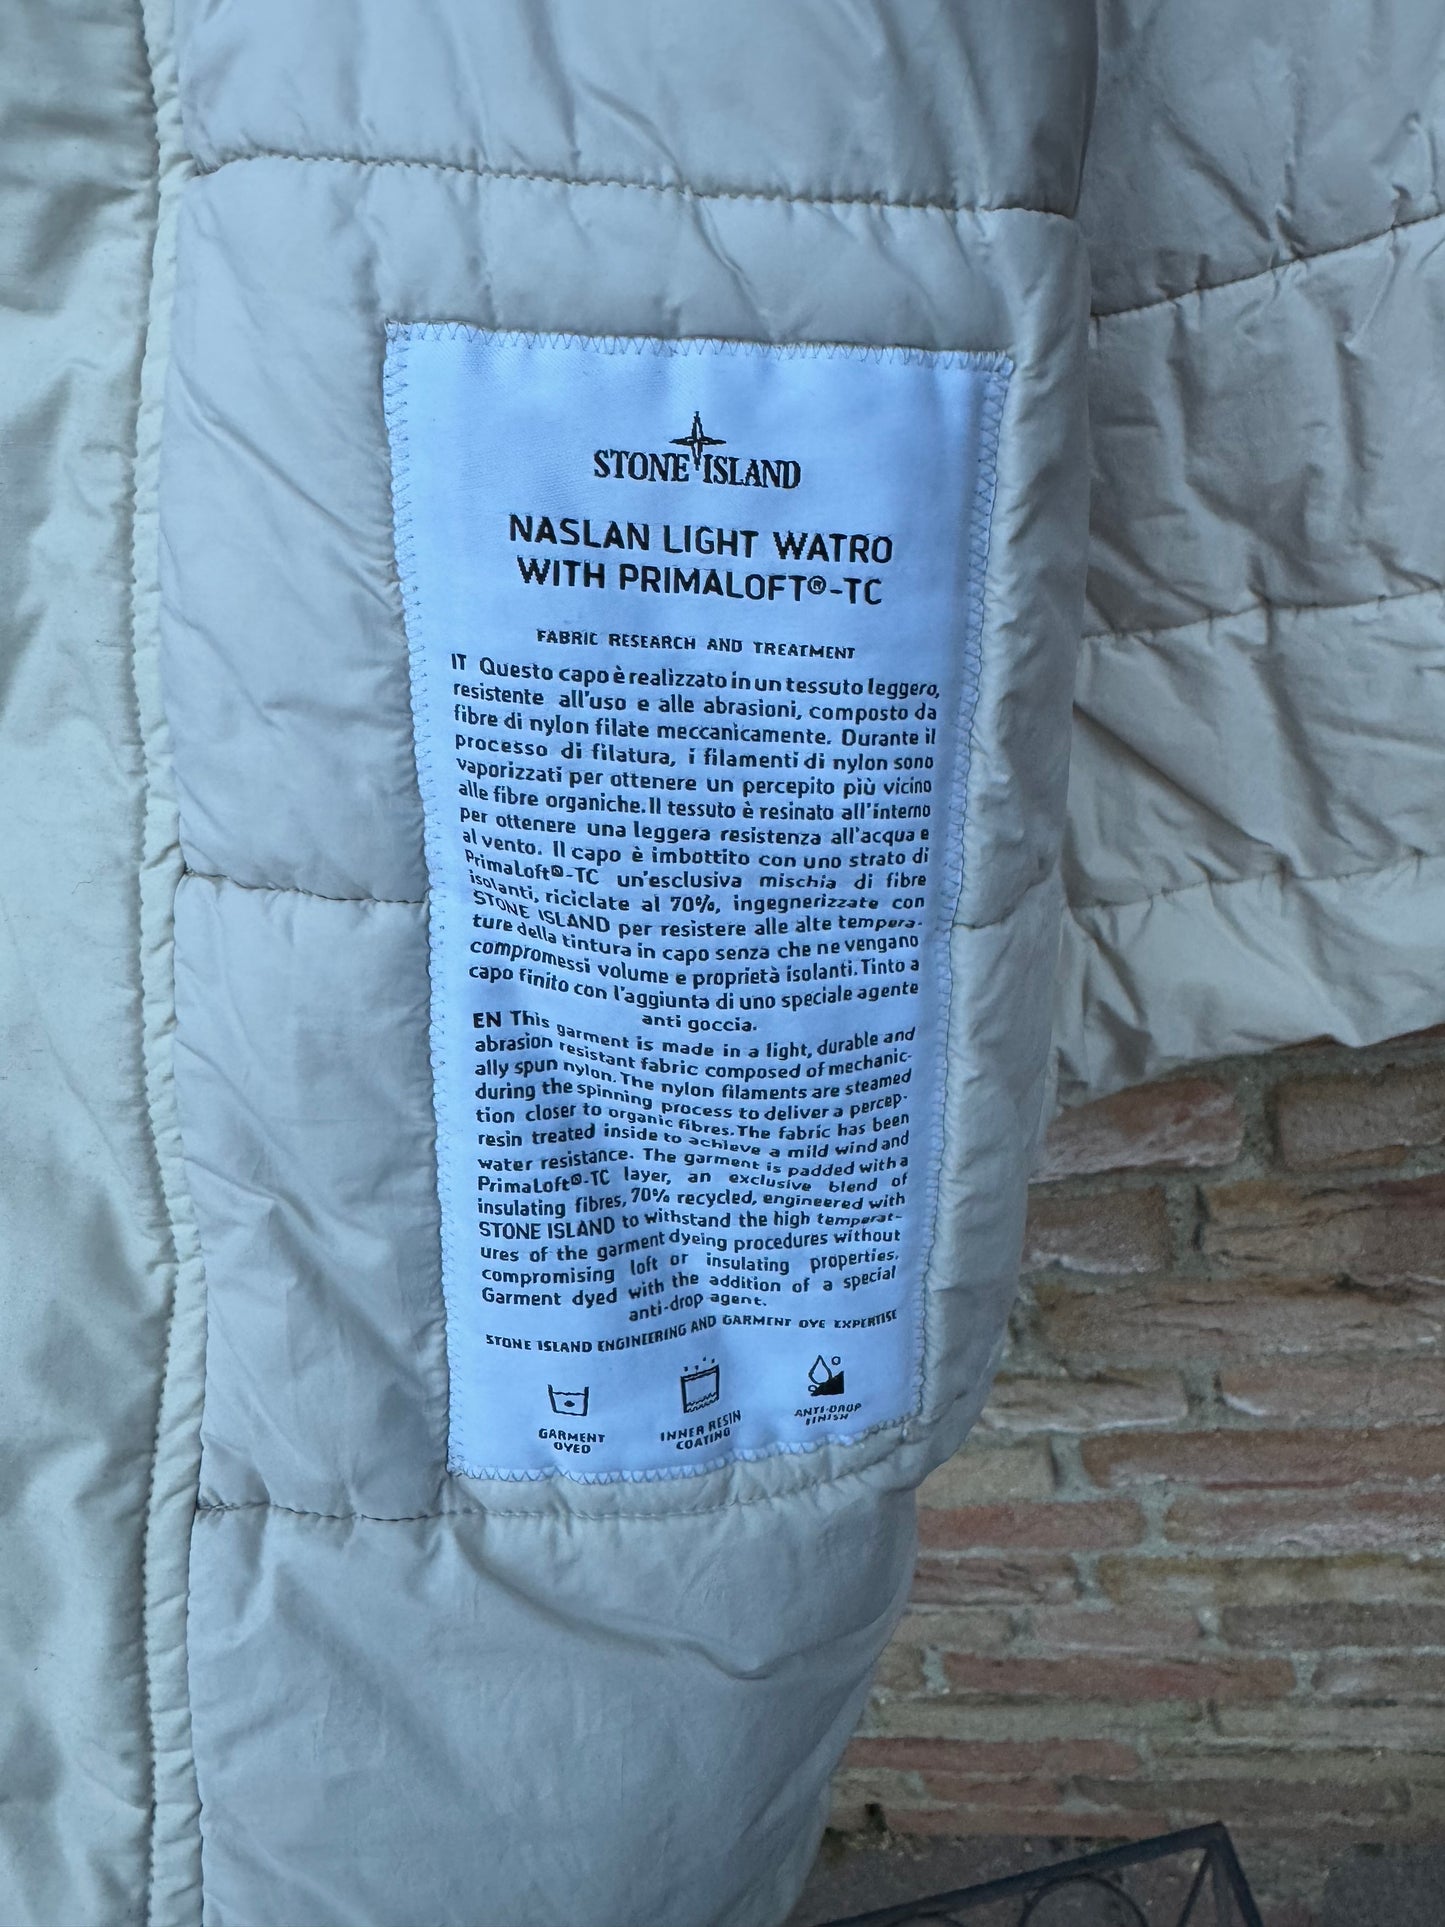 STONE ISLAND
NASLAN LIGHT WATRO
WITH PRIMALOFT®-TC
FABRIC RESEARCH AND TREATMENT
IT Questo capo è realizzato in un tessuto leggero,
resistente all'uso e alle abrasioni, composto da
fibre di nylon filate meccanicamente. Durante il
processo di filatura, i filamenti di nylon sono
vaporizzati per ottenere un percepito più vicino
alle fibre organiche. Il tessuto è resinato all'interno
per ottenere una leggera resistenza all'acqua e
al vento. Il capo è imbottito con uno strato di
PrimaLoft®-TC un'esclusiva mischia di fibre
isolanti, riciclate al 70%, ingegnerizzate con
STONE ISLAND per resistere alle alte tempera-
ture della tintura in capo senza che ne vengano
compromessi volume e proprietà isolanti. Tinto a
capo finito con l'aggiunta di uno speciale agente
anti goccia.
EN This garment is made in a light, durable and
abrasion resistant fabric composed of mechanic-
ally spun nylon. The nylon filaments are steamed
during the spinning process to deliver a percep-
tion closer to organic fibres. The fabric has been
resin treated inside to achieve a mild wind and
water resistance. The garment is padded with a
PrimaLoft®-TC layer, an exclusive blend of
insulating fibres, 70% recycled, engineered with
STONE ISLAND to withstand the high temperat-
ures of the garment dyeing procedures without
compromising loft or insulating properties.
Garment dyed with the addition of a special
anti-drop agent.
STONE ISLAND ENGINEERING AND GARMENT DYE EXPERTISE
GARMENT
DYED
INNER RESIN
COATING
ANTI-DROP
FINISH